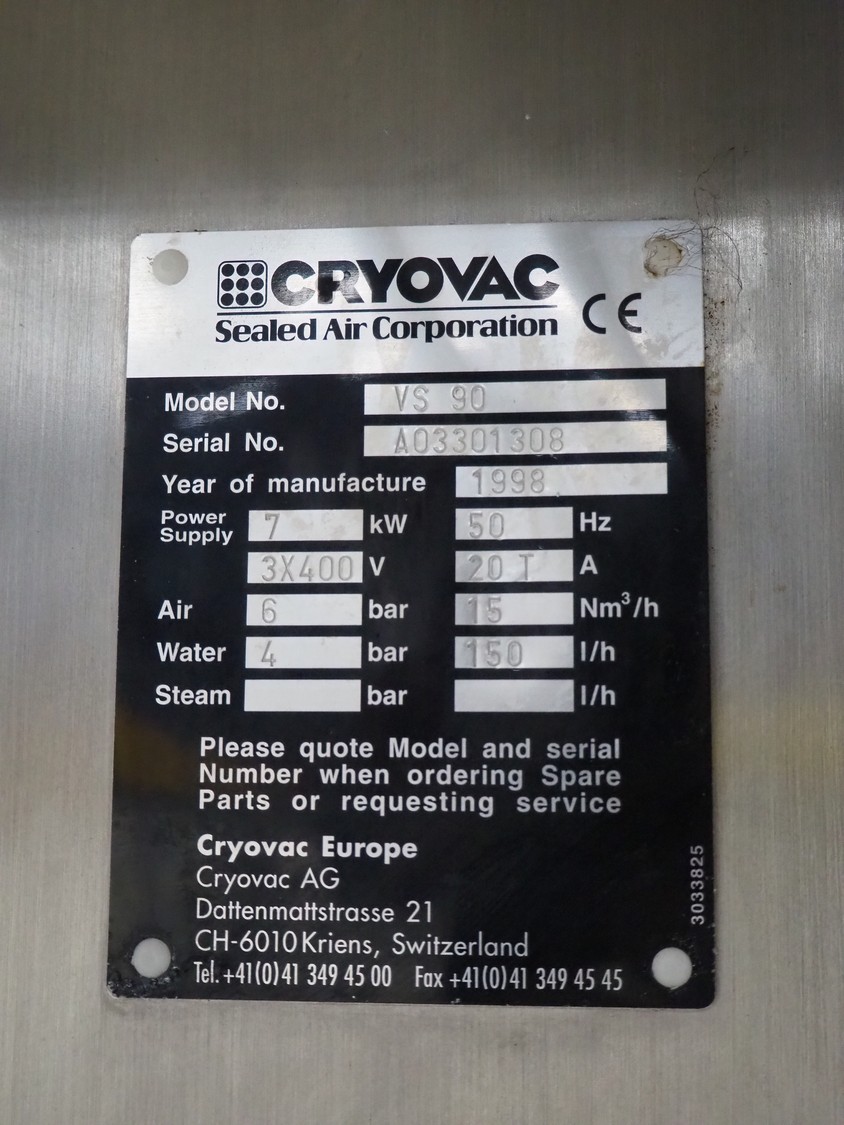 CRYOVAC
Sealed Air Corporation CE
Model No. VS 90
Serial No. A03301308
Year of manufacture 1998
Power Supply 7 kW 50 Hz
3X400 V 20 T A
Air 6 bar 15 Nm³/h
Water 4 bar 150 l/h
Steam bar l/h
Please quote Model and serial
Number when ordering Spare
Parts or requesting service
Cryovac Europe
Cryovac AG
Dattenmattstrasse 21
CH-6010 Kriens, Switzerland
Tel. +41(0)41 349 45 00 Fax +41(0)41 349 45 45
3033825